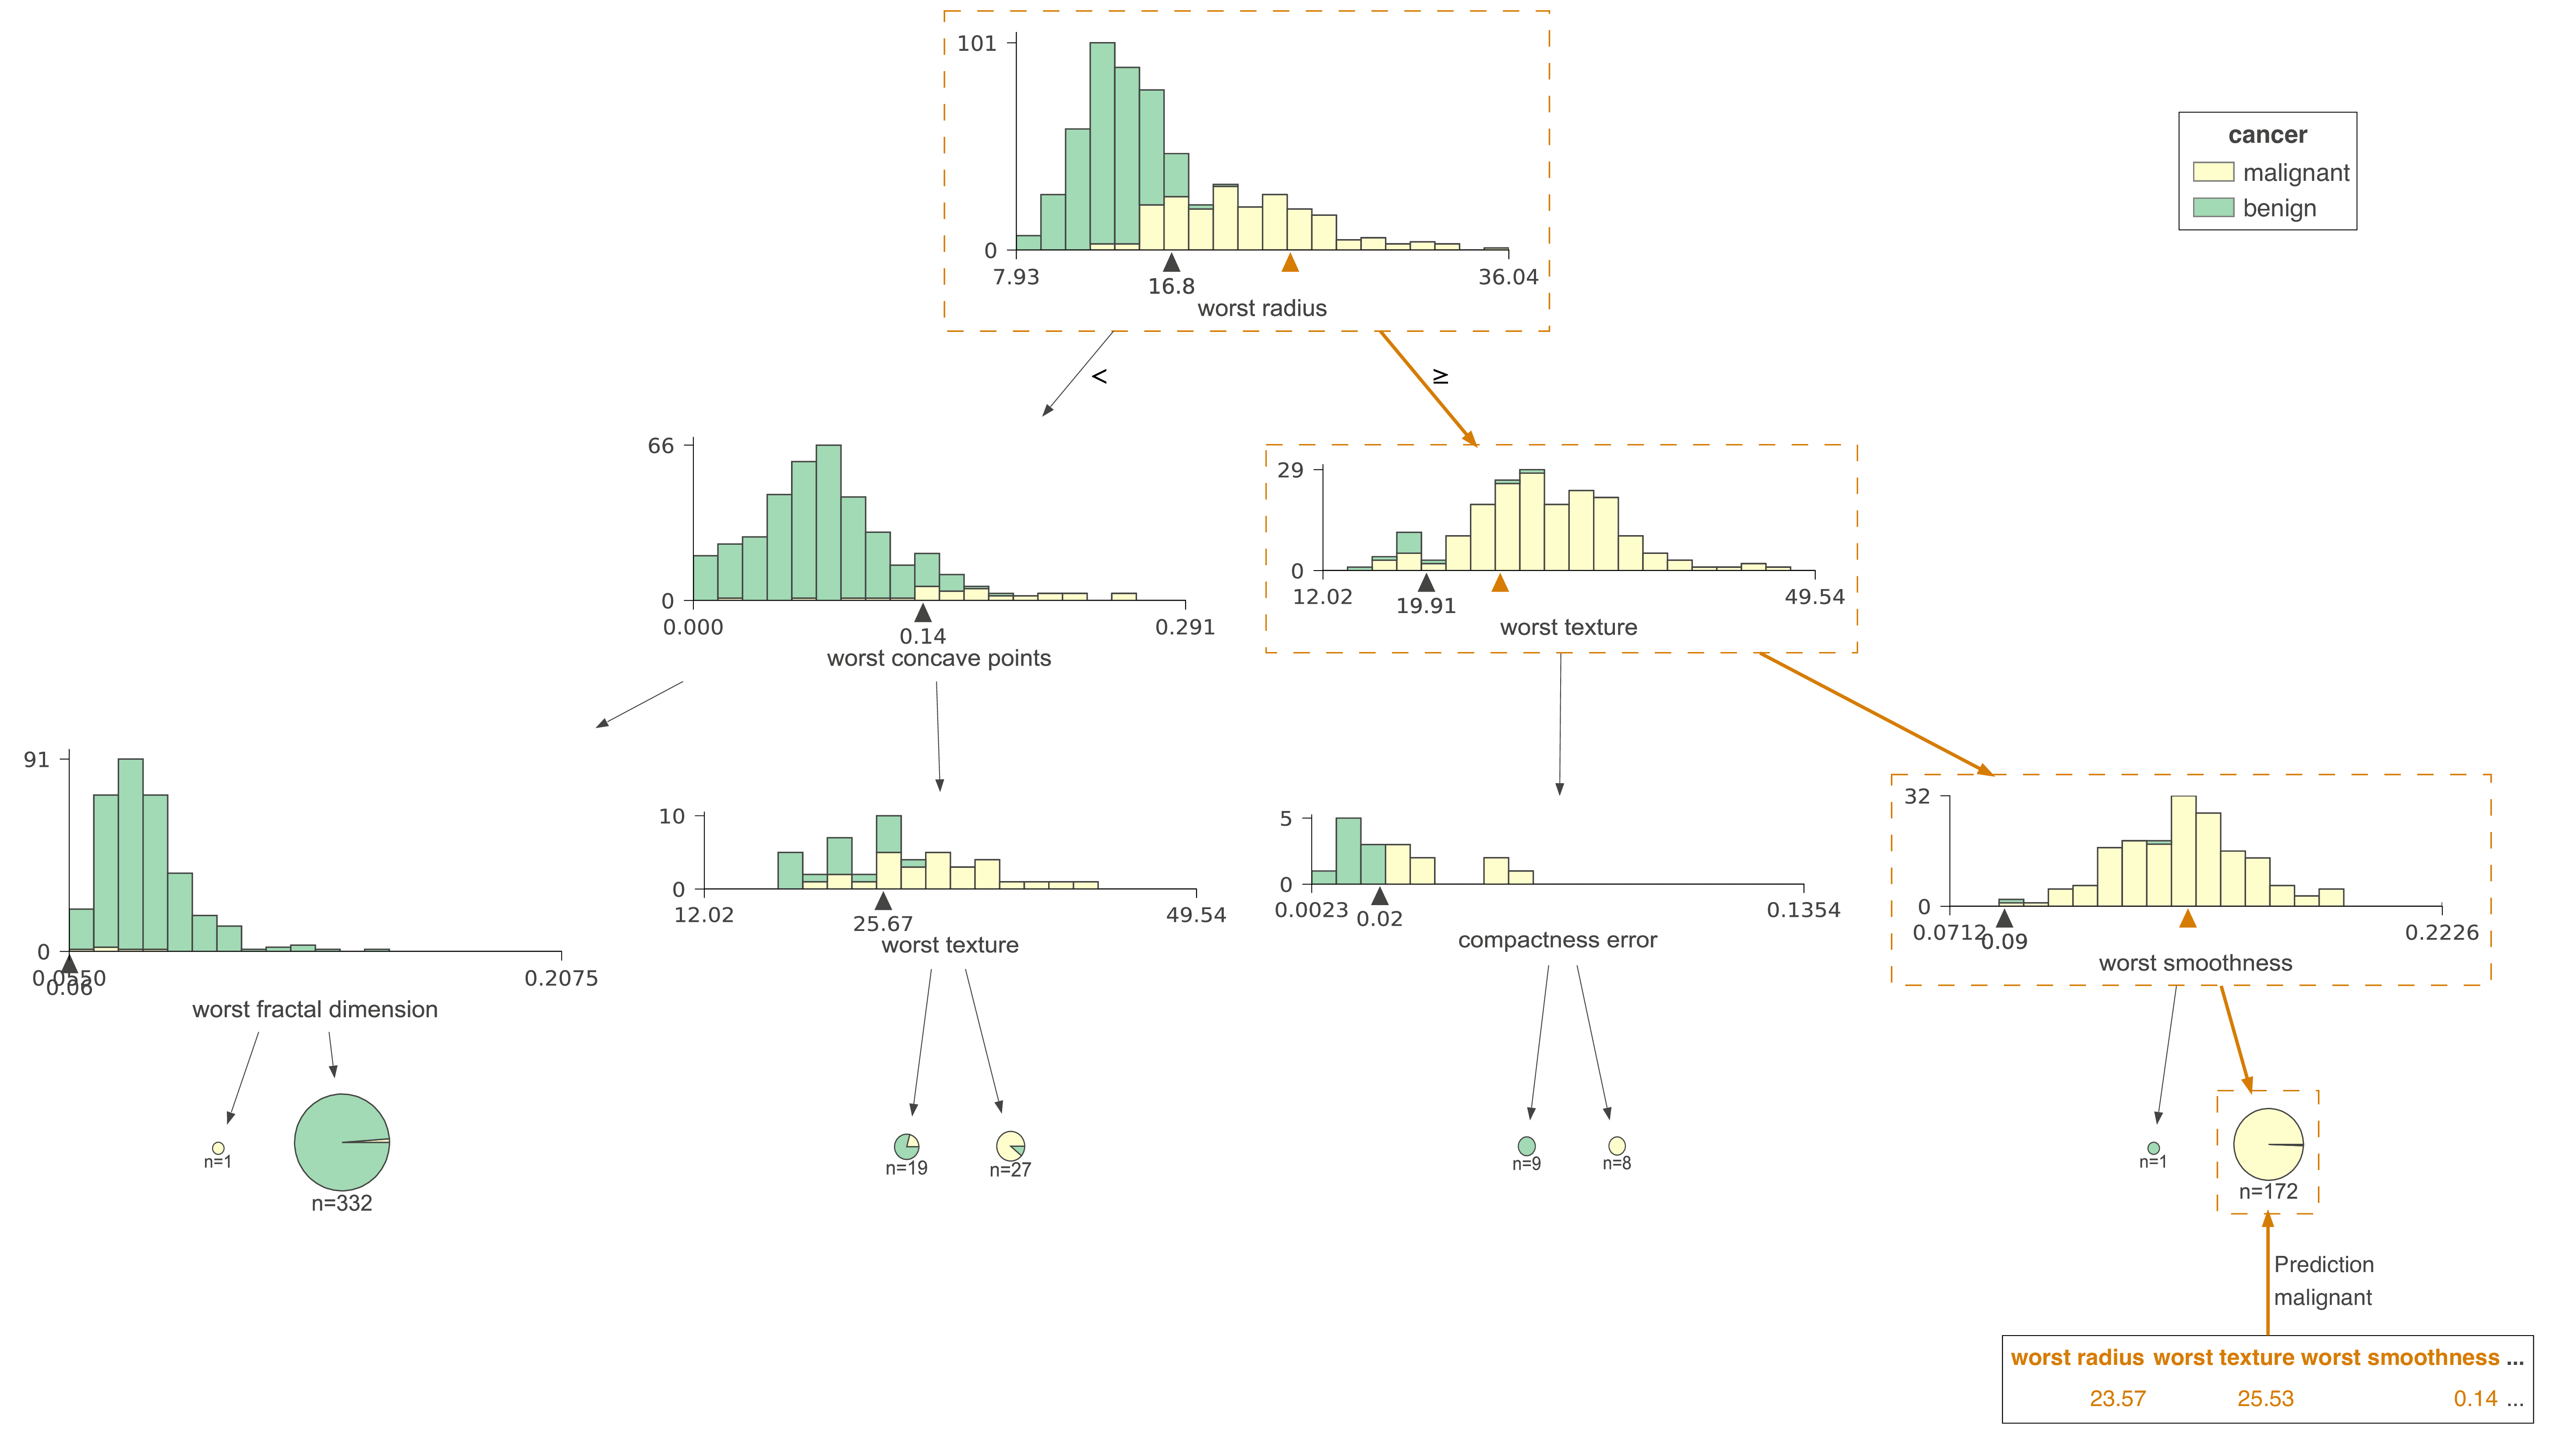 101
0
7.93
16.8
36.04
worst radius
cancer
malignant
benign
<
≥
66
0
0.000
0.14
0.291
worst concave points
29
0
12.02
19.91
49.54
worst texture
91
0
0.0550
0.06
0.2075
worst fractal dimension
10
0
12.02
25.67
49.54
worst texture
5
0
0.0023
0.02
0.1354
compactness error
32
0
0.0712
0.09
0.2226
worst smoothness
n=1
n=332
n=19
n=27
n=9
n=8
n=1
n=172
Prediction
malignant
worst radius worst texture worst smoothness ...
23.57 25.53 0.14 ...